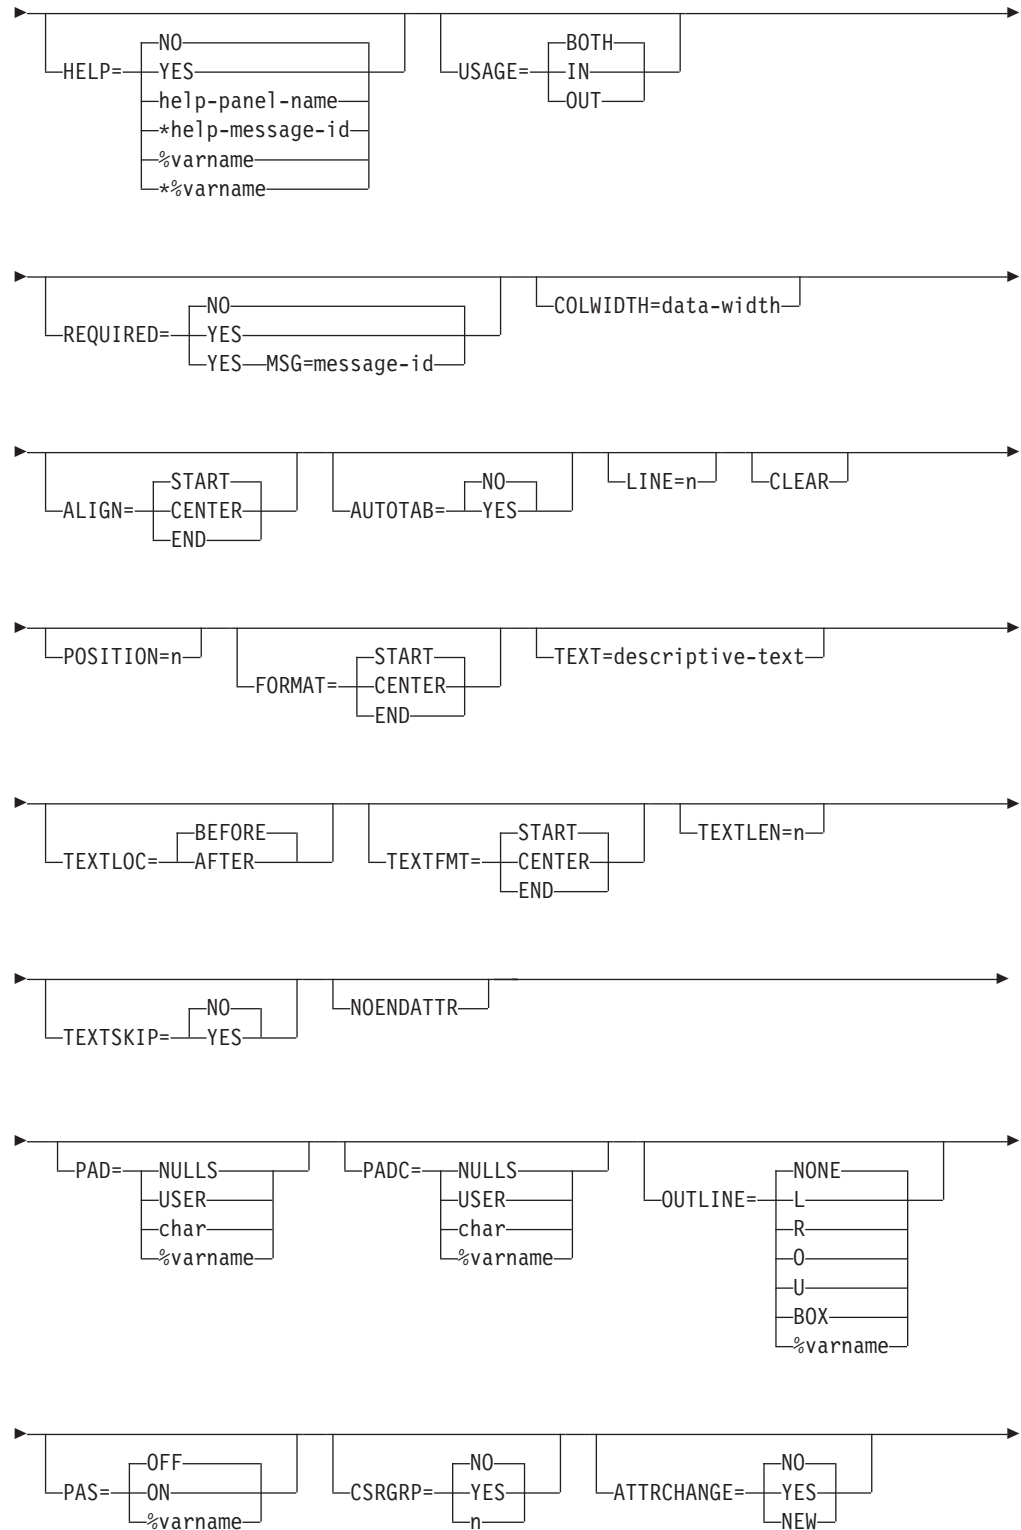 NO BOTH
HELP= YES USAGE= IN
help-panel-name OUT
*help-message-id
%varname
*%varname
NO COLWIDTH=data-width
REQUIRED= YES
YES MSG=message-id
START NO LINE=n CLEAR
ALIGN= CENTER AUTOTAB= YES
END
POSITION=n START TEXT=descriptive-text
FORMAT= CENTER
END
BEFORE START TEXTLEN=n
TEXTLOC= AFTER TEXTFMT= CENTER
END
NO NOENDATTR
TEXTSKIP= YES
PAD= NULLS PADC= NULLS NONE
USER USER OUTLINE= L
char char R
%varname %varname O
U
BOX
%varname
OFF NO NO
PAS= ON CSRGRP= YES ATTRCHANGE= YES
%varname n NEW